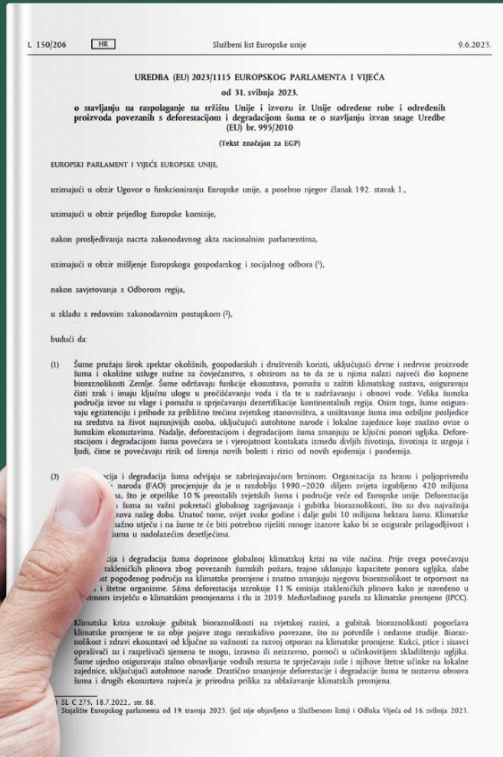 L 150/206 HR Službeni list Europske unije 9.6.2023.
UREDBA (EU) 2023/1115 EUROPSKOG PARLAMENTA I VIJEĆA
od 31. svibnja 2023.
o stavljanju na raspolaganje na tržištu Unije i izvozu iz Unije određene robe i određenih
proizvoda povezanih s deforestacijom i degradacijom šuma te o stavljanju izvan snage Uredbe
(EU) br. 995/2010
(Tekst značajan za EGP)
EUROPSKI PARLAMENT I VIJEĆE EUROPSKE UNIJE,
uzimajući u obzir Ugovor o funkcioniranju Europske unije, a posebno njegov članak 192. stavak 1.,
uzimajući u obzir prijedlog Europske komisije,
nakon prosljeđivanja nacrta zakonodavnog akta nacionalnim parlamentima,
uzimajući u obzir mišljenje Europskoga gospodarskog i socijalnog odbora (¹),
nakon savjetovanja s Odborom regija,
u skladu s redovnim zakonodavnim postupkom (²),
budući da:
(1) Šume pružaju širok spektar okolišnih, gospodarskih i društvenih koristi, uključujući drvne i nedrvne proizvode
šuma i okolišne usluge nužne za čovječanstvo, s obzirom na to da se u njima nalazi najveći dio kopnene
bioraznolikosti Zemlje. Šume održavaju funkcije ekosustava, pomažu u zaštiti klimatskog sustava, osiguravaju
čisti zrak i imaju ključnu ulogu u pročišćavanju voda i tla te u zadržavanju i obnovi vode. Velika šumska
područja izvor su vlage i pomažu u sprječavanju dezertifikacije kontinentalnih regija. Osim toga, šume osigura-
vaju egzistenciju i prihode za približno trećinu svjetskog stanovništva, a uništavanje šuma ima ozbiljne posljedice
na sredstva za život najranjivijih osoba, uključujući autohtone narode i lokalne zajednice koje snažno ovise o
šumskim ekosustavima. Nadalje, deforestacijom i degradacijom šuma smanjuju se ključni ponori ugljika. Defore-
stacijom i degradacijom šuma povećava se i vjerojatnost kontakata između divljih životinja, životinja iz uzgoja i
ljudi, čime se povećavaju rizik od širenja novih bolesti i rizici od novih epidemija i pandemija.
(2) cija i degradacija šuma odvijaju se zabrinjavajućom brzinom. Organizacija za hranu i poljoprivredu
naroda (FAO) procjenjuje da je u razdoblju 1990.–2020. diljem svijeta izgubljeno 420 milijuna
na, što je otprilike 10 % preostalih svjetskih šuma i područje veće od Europske unije. Deforestacija
šuma su važni pokretači globalnog zagrijavanja i gubitka bioraznolikosti, što su dva najvažnija
zova našeg doba. Unatoč tome, svijet svake godine i dalje gubi 10 milijuna hektara šuma. Klimatske
ažno utječu i na šume te će biti potrebno riješiti mnoge izazove kako bi se osigurale prilagodljivost i
uma u nadolazećim desetljećima.
cija i degradacija šuma doprinose globalnoj klimatskoj krizi na više načina. Prije svega povećavaju
stakleničkih plinova zbog povezanih šumskih požara, trajno uklanjaju kapacitete ponora ugljika, slabe
st pogođenog područja na klimatske promjene i znatno smanjuju njegovu bioraznolikost te otpornost na
i štetne organizme. Sâma deforestacija uzrokuje 11 % emisija stakleničkih plinova kako je navedeno u
bnom izvješću o klimatskim promjenama i tlu iz 2019. Međuvladinog panela za klimatske promjene (IPCC).
Klimatska kriza uzrokuje gubitak bioraznolikosti na svjetskoj razini, a gubitak bioraznolikosti pogoršava
klimatske promjene te su obje pojave stoga neraskidivo povezane, što su potvrdile i nedavne studije. Bioraz-
nolikost i zdravi ekosustavi od ključne su važnosti za razvoj otporan na klimatske promjene. Kukci, ptice i sisavci
oprašivači su i raspršivači sjemena te mogu, izravno ili neizravno, pomoći u učinkovitijem skladištenju ugljika.
Šume ujedno osiguravaju stalno obnavljanje vodnih resursa te sprječavaju suše i njihove štetne učinke na lokalne
zajednice, uključujući autohtone narode. Drastično smanjenje deforestacije i degradacije šuma te sustavna obnova
šuma i drugih ekosustava najveća je prirodna prilika za ublažavanje klimatskih promjena.
SL C 275, 18.7.2022., str. 88.
Stajalište Europskog parlamenta od 19. travnja 2023. (još nije objavljeno u Službenom listu) i Odluka Vijeća od 16. svibnja 2023.